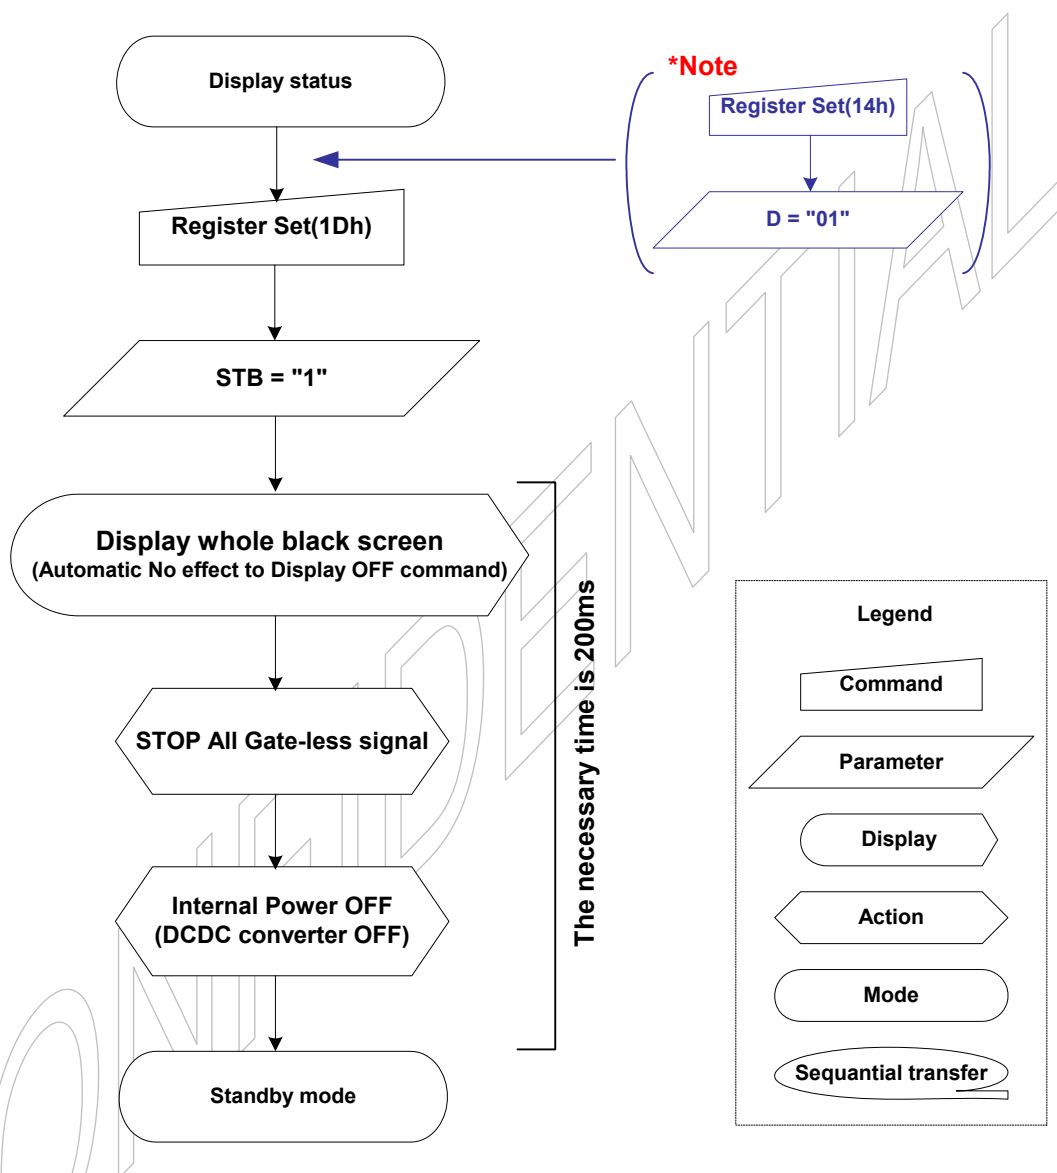 Display status
*Note
Register Set(14h)
D = "01"
Register Set(1Dh)
STB = "1"
Display whole black screen
(Automatic No effect to Display OFF command)
STOP All Gate-less signal
Internal Power OFF
(DCDC converter OFF)
Standby mode
The necessary time is 200ms
Legend
Command
Parameter
Display
Action
Mode
Sequantial transfer
ONFIDENTIAL